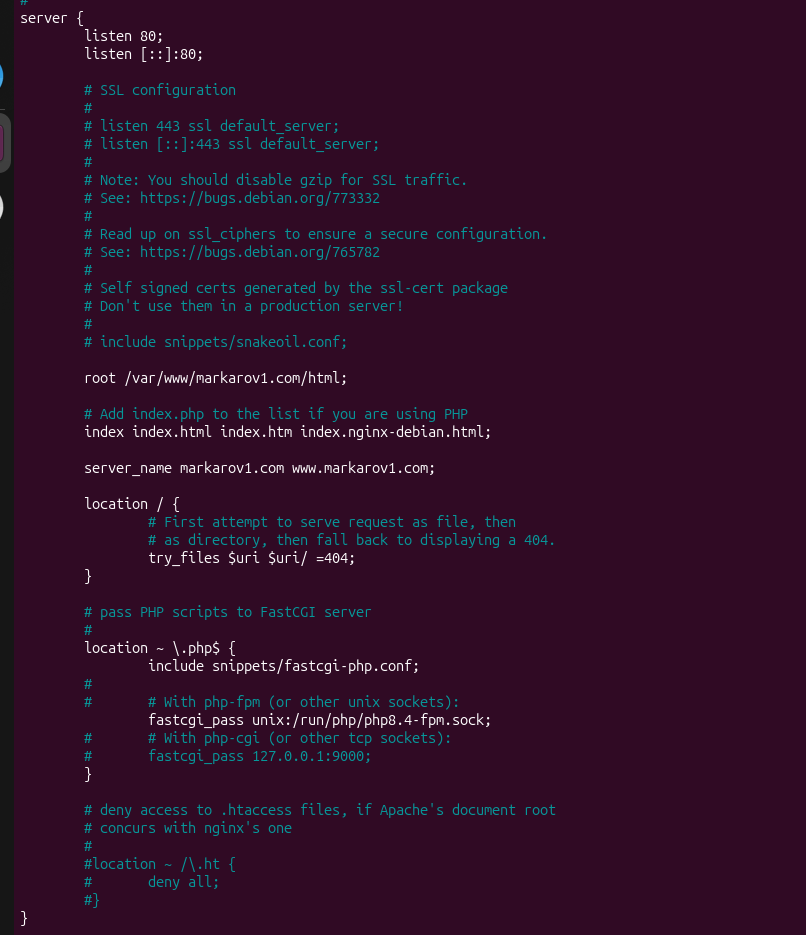 #
server {
        listen 80;
        listen [::]:80;

        # SSL configuration
        #
        # listen 443 ssl default_server;
        # listen [::]:443 ssl default_server;
        #
        # Note: You should disable gzip for SSL traffic.
        # See: https://bugs.debian.org/773332
        #
        # Read up on ssl_ciphers to ensure a secure configuration.
        # See: https://bugs.debian.org/765782
        #
        # Self signed certs generated by the ssl-cert package
        # Don't use them in a production server!
        #
        # include snippets/snakeoil.conf;

        root /var/www/markarov1.com/html;

        # Add index.php to the list if you are using PHP
        index index.html index.htm index.nginx-debian.html;

        server_name markarov1.com www.markarov1.com;

        location / {
                # First attempt to serve request as file, then
                # as directory, then fall back to displaying a 404.
                try_files $uri $uri/ =404;
        }

        # pass PHP scripts to FastCGI server
        #
        location ~ \.php$ {
                include snippets/fastcgi-php.conf;
        #
        #       # With php-fpm (or other unix sockets):
                fastcgi_pass unix:/run/php/php8.4-fpm.sock;
        #       # With php-cgi (or other tcp sockets):
        #       fastcgi_pass 127.0.0.1:9000;
        }

        # deny access to .htaccess files, if Apache's document root
        # concurs with nginx's one
        #
        #location ~ /\.ht {
        #       deny all;
        #}
}